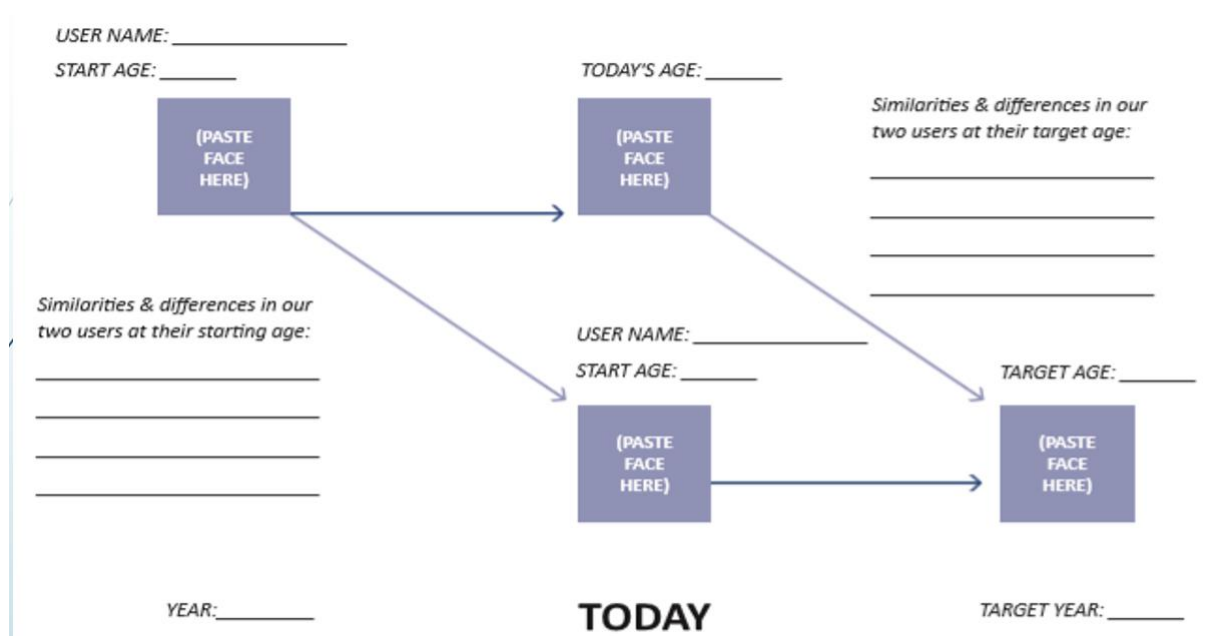 USER NAME: ________________
START AGE: _______
TODAY'S AGE: _______
(PASTE
FACE
HERE)
(PASTE
FACE
HERE)
Similarities & differences in our
two users at their target age:
Similarities & differences in our
two users at their starting age:
USER NAME: ________________
START AGE: _______
TARGET AGE: _______
(PASTE
FACE
HERE)
(PASTE
FACE
HERE)
YEAR:_________
TODAY
TARGET YEAR: _______